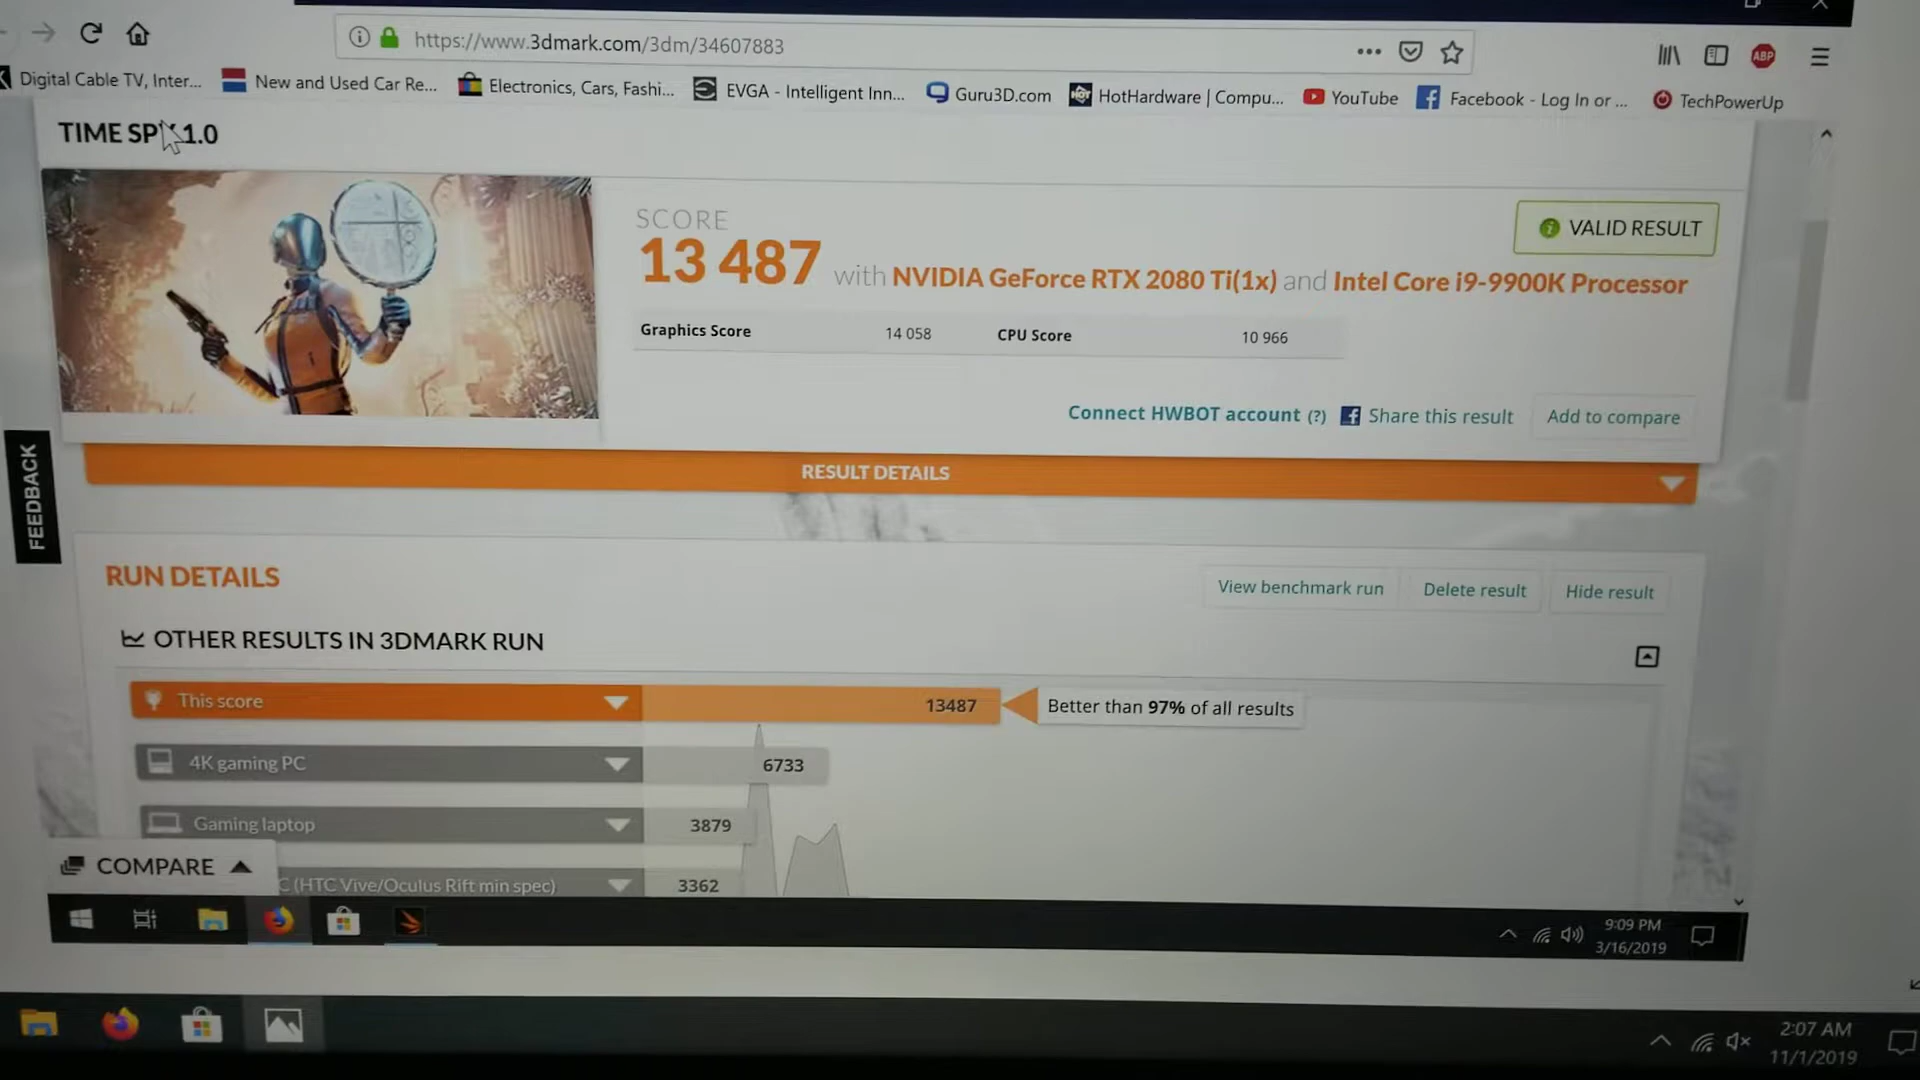 https://www.3dmark.com/3dm/34607883
ABP
Digital Cable TV, Inter... New and Used Car Re... Electronics, Cars, Fashi... EVGA - Intelligent Inn... Guru3D.com HotHardware | Compu... YouTube Facebook - Log In or ... TechPowerUp
TIME SPY 1.0
SCORE
VALID RESULT
13 487 with NVIDIA GeForce RTX 2080 Ti(1x) and Intel Core i9-9900K Processor
Graphics Score 14 058 CPU Score 10 966
Connect HWBOT account (?) Share this result Add to compare
RESULT DETAILS
FEEDBACK
RUN DETAILS
View benchmark run Delete result Hide result
OTHER RESULTS IN 3DMARK RUN
This score 13487 Better than 97% of all results
4K gaming PC 6733
Gaming laptop 3879
COMPARE
C (HTC Vive/Oculus Rift min spec) 3362
9:09 PM
3/16/2019
2:07 AM
11/1/2019